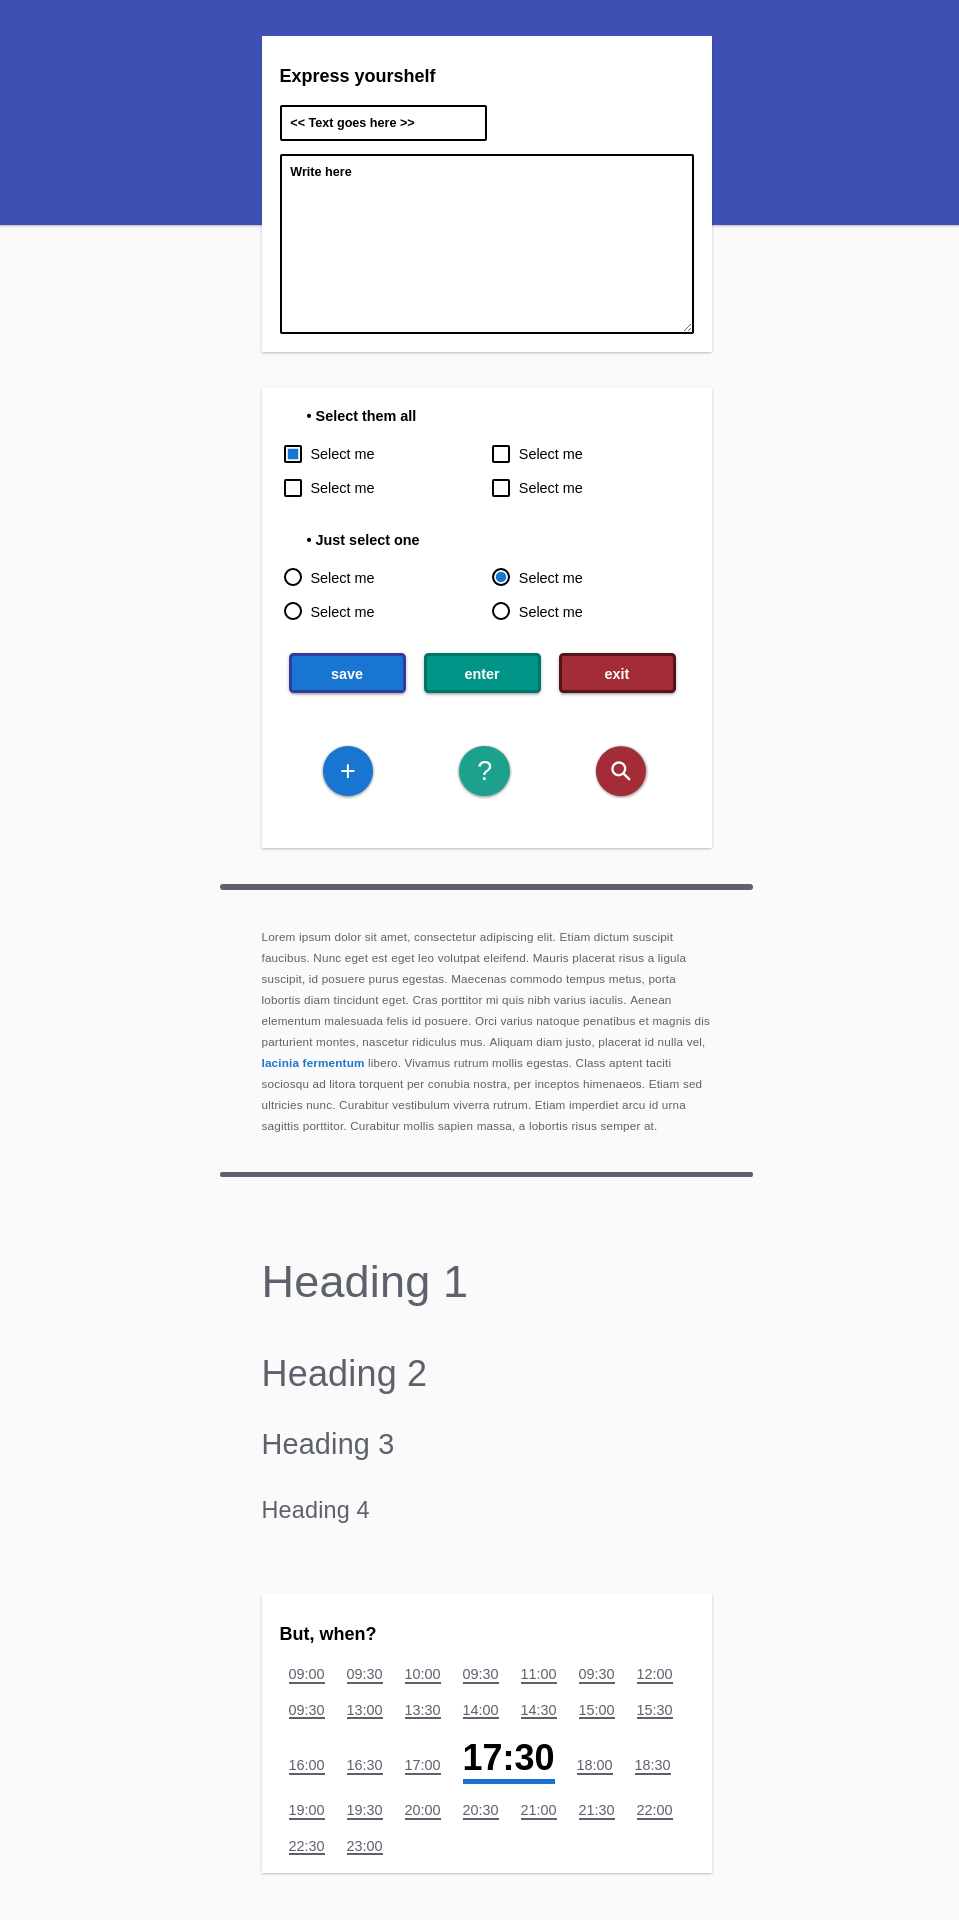 Express yourshelf
<< Text goes here >>
Write here
• Select them all
Select me Select me
Select me Select me
• Just select one
Select me Select me
Select me Select me
save enter exit
+ ?
Lorem ipsum dolor sit amet, consectetur adipiscing elit. Etiam dictum suscipit
faucibus. Nunc eget est eget leo volutpat eleifend. Mauris placerat risus a ligula
suscipit, id posuere purus egestas. Maecenas commodo tempus metus, porta
lobortis diam tincidunt eget. Cras porttitor mi quis nibh varius iaculis. Aenean
elementum malesuada felis id posuere. Orci varius natoque penatibus et magnis dis
parturient montes, nascetur ridiculus mus. Aliquam diam justo, placerat id nulla vel,
lacinia fermentum libero. Vivamus rutrum mollis egestas. Class aptent taciti
sociosqu ad litora torquent per conubia nostra, per inceptos himenaeos. Etiam sed
ultricies nunc. Curabitur vestibulum viverra rutrum. Etiam imperdiet arcu id urna
sagittis porttitor. Curabitur mollis sapien massa, a lobortis risus semper at.
Heading 1
Heading 2
Heading 3
Heading 4
But, when?
09:00 09:30 10:00 09:30 11:00 09:30 12:00
09:30 13:00 13:30 14:00 14:30 15:00 15:30
16:00 16:30 17:00 17:30 18:00 18:30
19:00 19:30 20:00 20:30 21:00 21:30 22:00
22:30 23:00